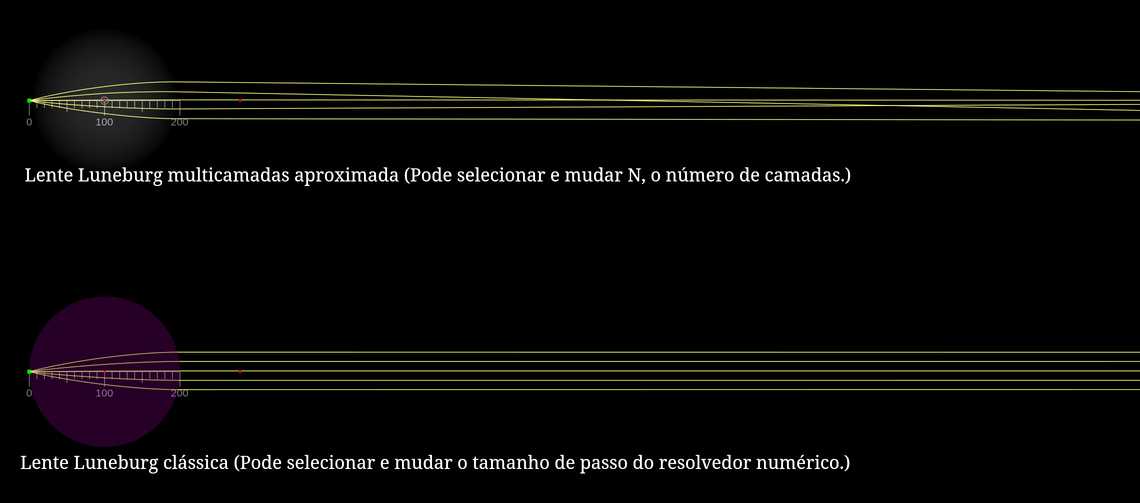 0 100 200
Lente Luneburg multicamadas aproximada (Pode selecionar e mudar N, o número de camadas.)
0 100 200
Lente Luneburg clássica (Pode selecionar e mudar o tamanho de passo do resolvedor numérico.)